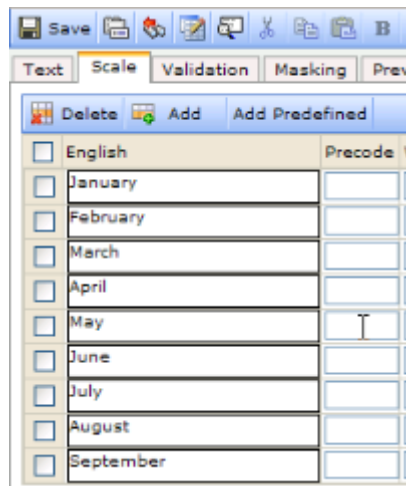 Save B
Text Scale Validation Masking Prev
Delete Add Add Predefined
English Precode
January
February
March
April
May
June
July
August
September